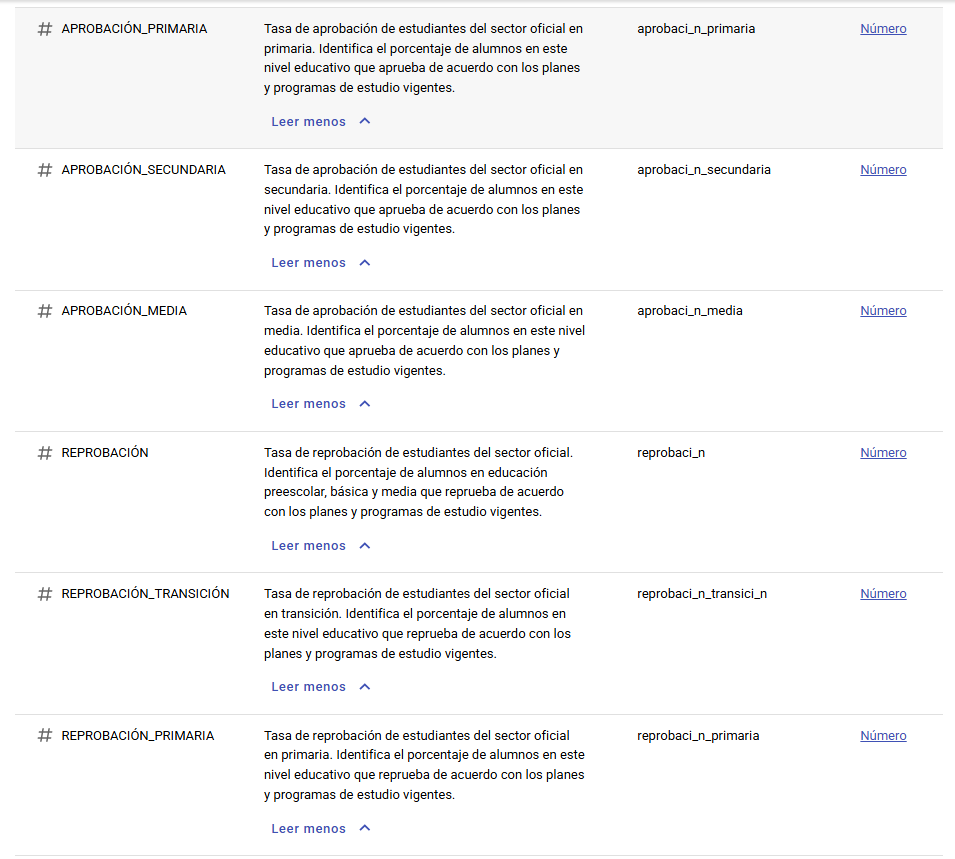 # APROBACIÓN_PRIMARIA Tasa de aprobación de estudiantes del sector oficial en aprobaci_n_primaria Número
primaria. Identifica el porcentaje de alumnos en este
nivel educativo que aprueba de acuerdo con los planes
y programas de estudio vigentes.
Leer menos
# APROBACIÓN_SECUNDARIA Tasa de aprobación de estudiantes del sector oficial en aprobaci_n_secundaria Número
secundaria. Identifica el porcentaje de alumnos en este
nivel educativo que aprueba de acuerdo con los planes
y programas de estudio vigentes.
Leer menos
# APROBACIÓN_MEDIA Tasa de aprobación de estudiantes del sector oficial en aprobaci_n_media Número
media. Identifica el porcentaje de alumnos en este nivel
educativo que aprueba de acuerdo con los planes y
programas de estudio vigentes.
Leer menos
# REPROBACIÓN Tasa de reprobación de estudiantes del sector oficial. reprobaci_n Número
Identifica el porcentaje de alumnos en educación
preescolar, básica y media que reprueba de acuerdo
con los planes y programas de estudio vigentes.
Leer menos
# REPROBACIÓN_TRANSICIÓN Tasa de reprobación de estudiantes del sector oficial reprobaci_n_transici_n Número
en transición. Identifica el porcentaje de alumnos en
este nivel educativo que reprueba de acuerdo con los
planes y programas de estudio vigentes.
Leer menos
# REPROBACIÓN_PRIMARIA Tasa de reprobación de estudiantes del sector oficial reprobaci_n_primaria Número
en primaria. Identifica el porcentaje de alumnos en este
nivel educativo que reprueba de acuerdo con los planes
y programas de estudio vigentes.
Leer menos